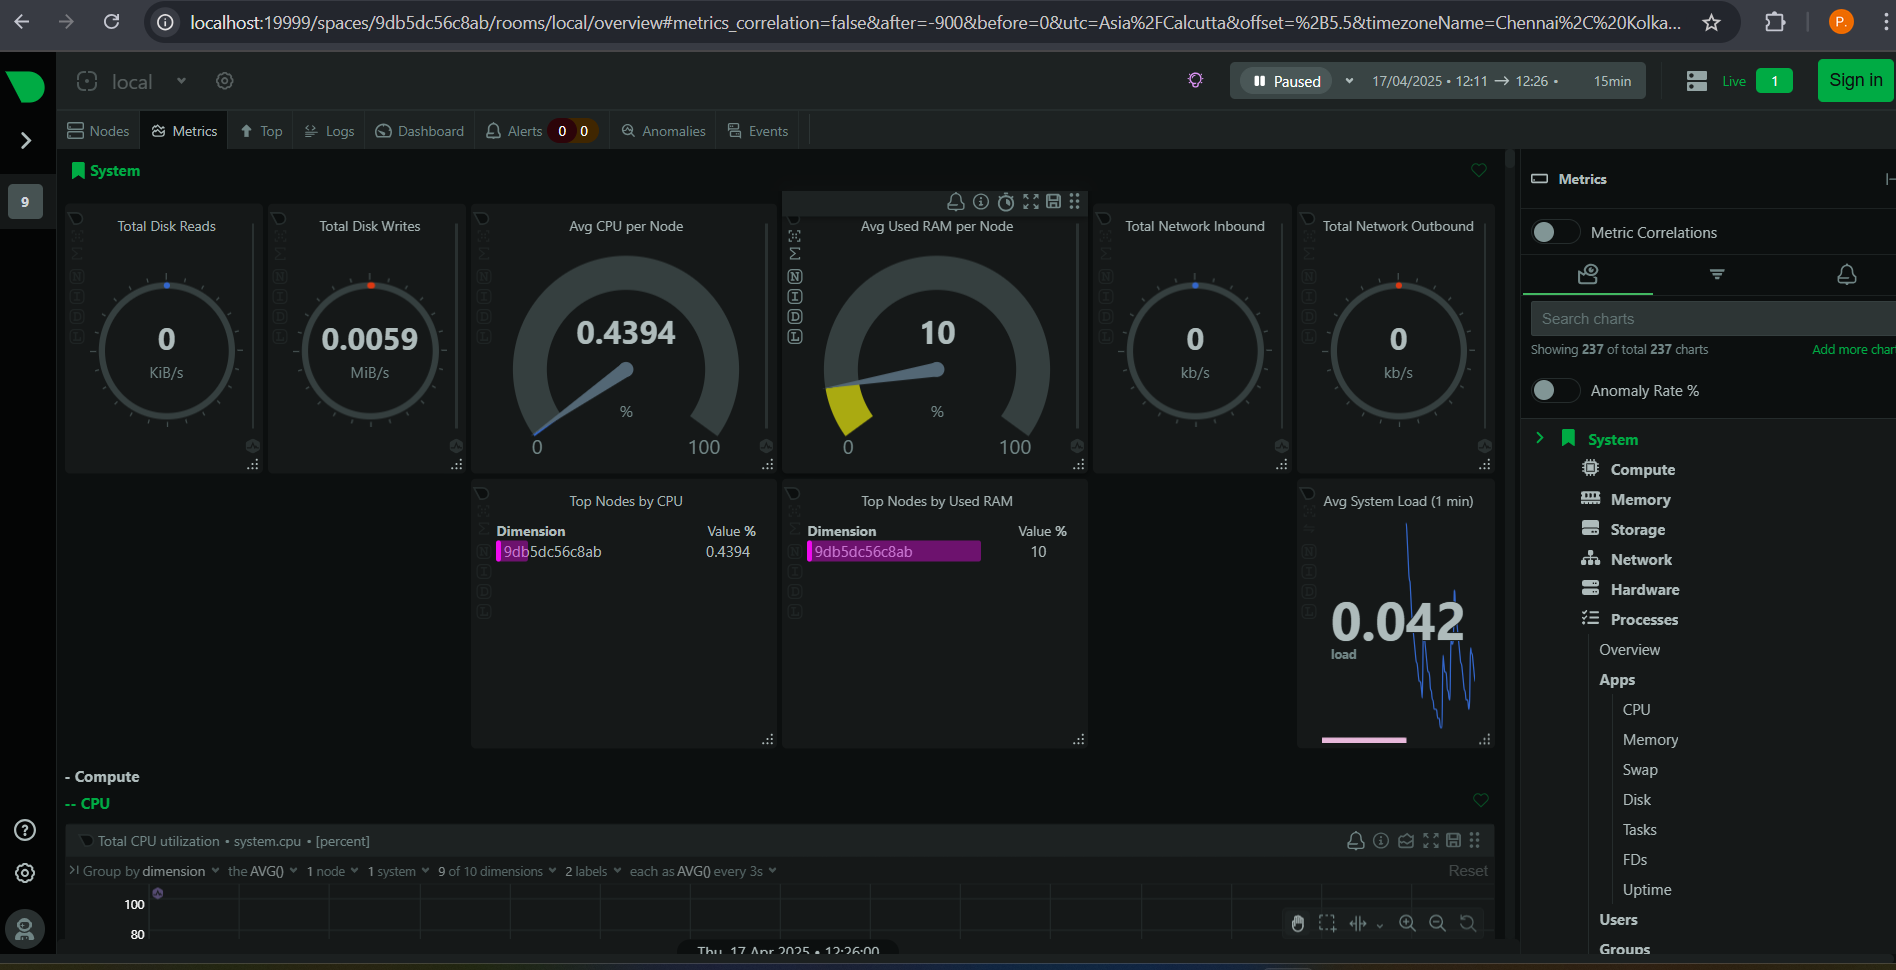 localhost:19999/spaces/9db5dc56c8ab/rooms/local/overview#metrics_correlation=false&after=-900&before=0&utc=Asia%2FCalcutta&offset=%2B5.5&timezoneName=Chennai%2C%20Kolka...
P.
local
Paused
17/04/2025 • 12:11 → 12:26 •
15min
Live
1
Sign in
Nodes
Metrics
Top
Logs
Dashboard
Alerts
0
0
Anomalies
Events
9
System
Total Disk Reads
0
KiB/s
Total Disk Writes
0.0059
MiB/s
Avg CPU per Node
0.4394
%
0
100
Avg Used RAM per Node
10
%
0
100
Total Network Inbound
0
kb/s
Total Network Outbound
0
kb/s
Top Nodes by CPU
Dimension Value %
9db5dc56c8ab 0.4394
Top Nodes by Used RAM
Dimension Value %
9db5dc56c8ab 10
Avg System Load (1 min)
0.042
load
- Compute
-- CPU
Total CPU utilization • system.cpu • [percent]
Group by dimension the AVG() 1 node 1 system 9 of 10 dimensions 2 labels each as AVG() every 3s
Reset
100
80
Thu, 17 Apr 2025 • 12:26:00
Metrics
Metric Correlations
Search charts
Showing 237 of total 237 charts
Add more char
Anomaly Rate %
System
Compute
Memory
Storage
Network
Hardware
Processes
Overview
Apps
CPU
Memory
Swap
Disk
Tasks
FDs
Uptime
Users
Groups